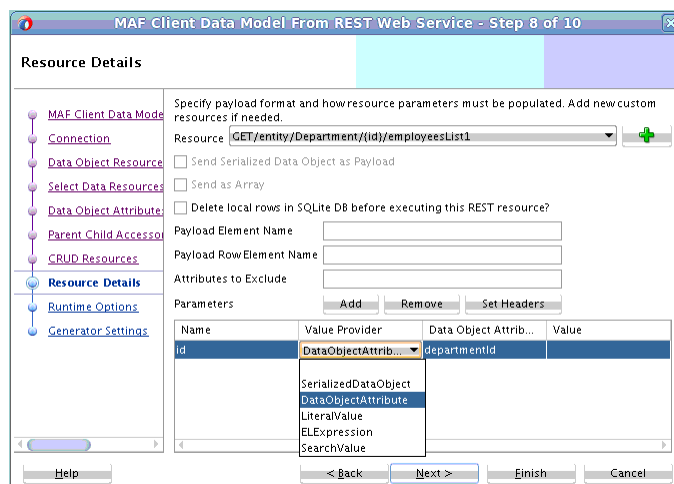 MAF Client Data Model From REST Web Service - Step 8 of 10
Resource Details
MAF Client Data Mode
Connection
Data Object Resource
Select Data Resources
Data Object Attribute:
Parent Child Accessor
CRUD Resources
Resource Details
Runtime Options
Generator Settings
Specify payload format and how resource parameters must be populated. Add new custom
resources if needed.
Resource GET/entity/Department/{id}/employeesList1
Send Serialized Data Object as Payload
Send as Array
Delete local rows in SQLite DB before executing this REST resource?
Payload Element Name
Payload Row Element Name
Attributes to Exclude
Parameters Add Remove Set Headers
Name Value Provider Data Object Attrib... Value
id DataObjectAttrib... departmentId
SerializedDataObject
DataObjectAttribute
LiteralValue
ELExpression
SearchValue
Help < Back Next > Finish Cancel